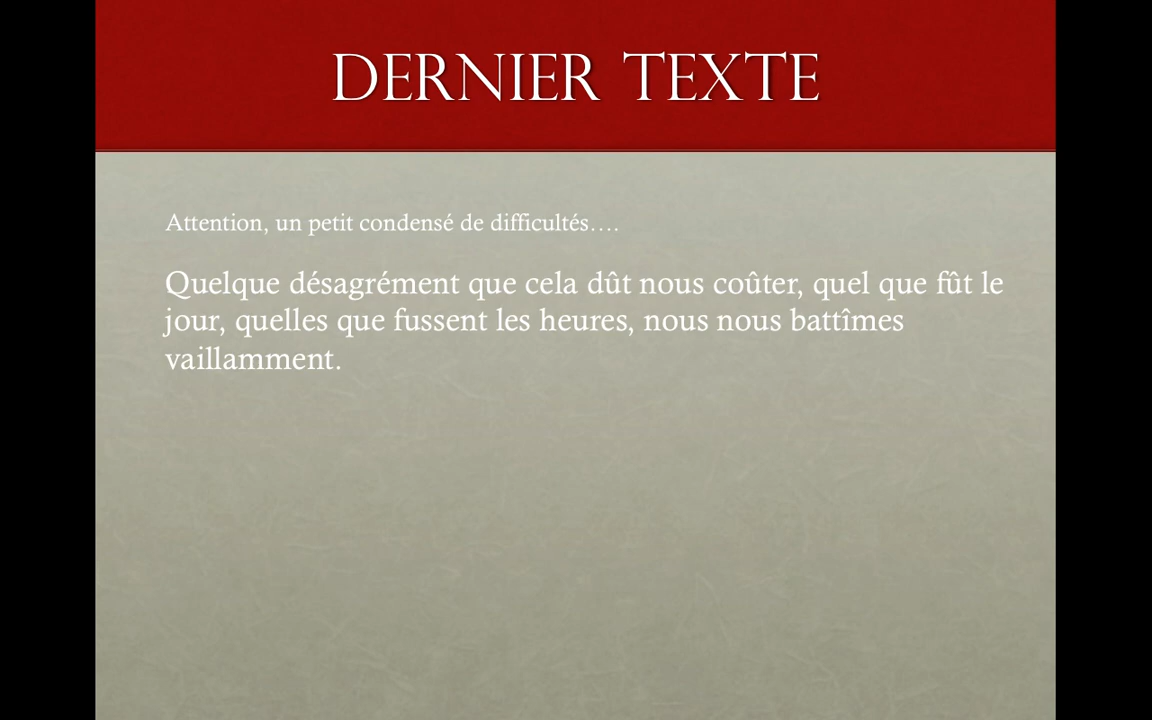 DERNIER TEXTE
Attention, un petit condensé de difficultés....
Quelque désagrément que cela dût nous coûter, quel que fût le
jour, quelles que fussent les heures, nous nous battîmes
vaillamment.